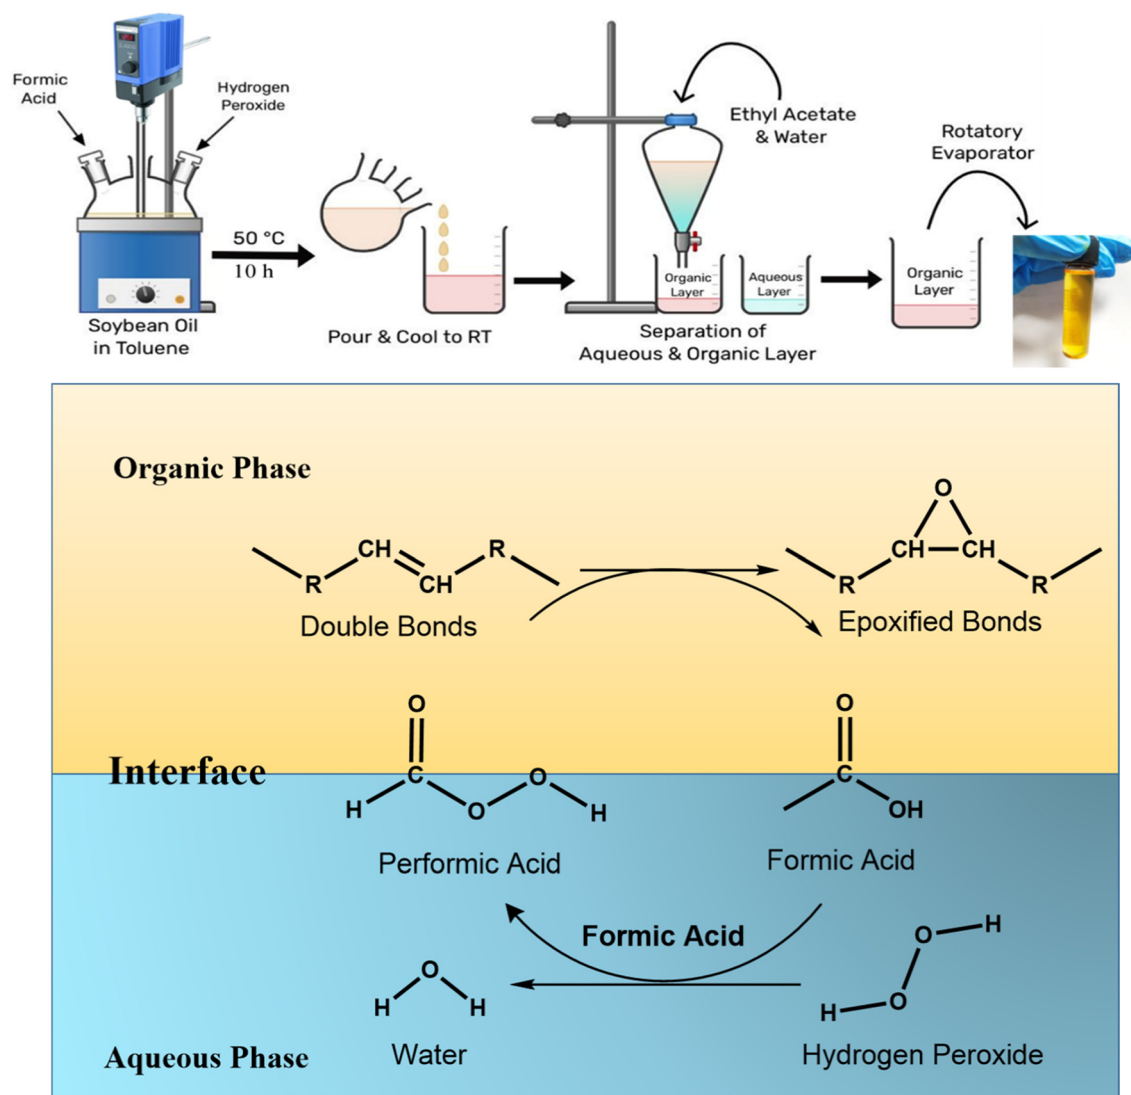 Formic
Acid
Hydrogen
Peroxide
50 °C
10 h
Soybean Oil
in Toluene
Pour & Cool to RT
Ethyl Acetate
& Water
Organic
Layer
Aqueous
Layer
Separation of
Aqueous & Organic Layer
Rotatory
Evaporator
Organic
Layer
Organic Phase
CH
R
R
CH
Double Bonds
O
CH
CH
R
R
Epoxified Bonds
O
O
Interface
C
O
H
O
H
C
OH
Performic Acid
Formic Acid
Formic Acid
O
H
H
Water
O
H
O
H
Hydrogen Peroxide
Aqueous Phase